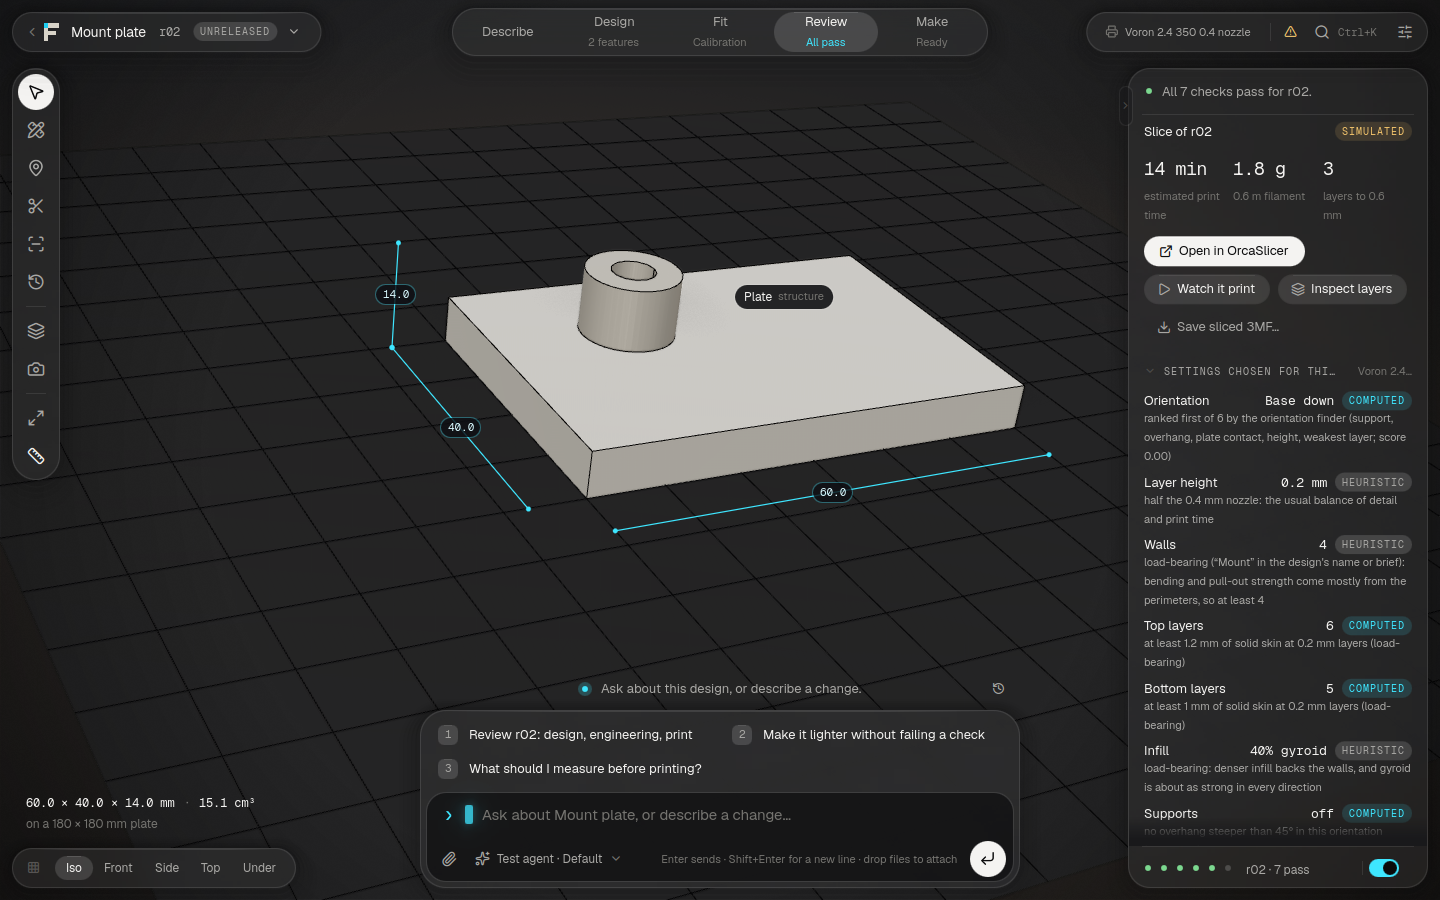 Mount plate r02 UNRELEASED
Describe
Design
2 features
Fit
Calibration
Review
All pass
Make
Ready
Voron 2.4 350 0.4 nozzle
Ctrl+K
14.0
40.0
60.0
Plate structure
All 7 checks pass for r02.
Slice of r02 SIMULATED
14 min 1.8 g 3
estimated print time
0.6 m filament
layers to 0.6 mm
Open in OrcaSlicer
Watch it print Inspect layers
Save sliced 3MF...
SETTINGS CHOSEN FOR THI... Voron 2.4...
Orientation Base down COMPUTED
ranked first of 6 by the orientation finder (support,
overhang, plate contact, height, weakest layer; score
0.00)
Layer height 0.2 mm HEURISTIC
half the 0.4 mm nozzle: the usual balance of detail
and print time
Walls 4 HEURISTIC
load-bearing (“Mount” in the design's name or brief):
bending and pull-out strength come mostly from the
perimeters, so at least 4
Top layers 6 COMPUTED
at least 1.2 mm of solid skin at 0.2 mm layers (load-
bearing)
Bottom layers 5 COMPUTED
at least 1 mm of solid skin at 0.2 mm layers (load-
bearing)
Infill 40% gyroid HEURISTIC
load-bearing: denser infill backs the walls, and gyroid
is about as strong in every direction
Supports off COMPUTED
no overhang steeper than 45° in this orientation
r02 · 7 pass
Ask about this design, or describe a change.
1 Review r02: design, engineering, print
2 Make it lighter without failing a check
3 What should I measure before printing?
Ask about Mount plate, or describe a change...
Test agent · Default
Enter sends · Shift+Enter for a new line · drop files to attach
60.0 × 40.0 × 14.0 mm · 15.1 cm³
on a 180 × 180 mm plate
Iso Front Side Top Under